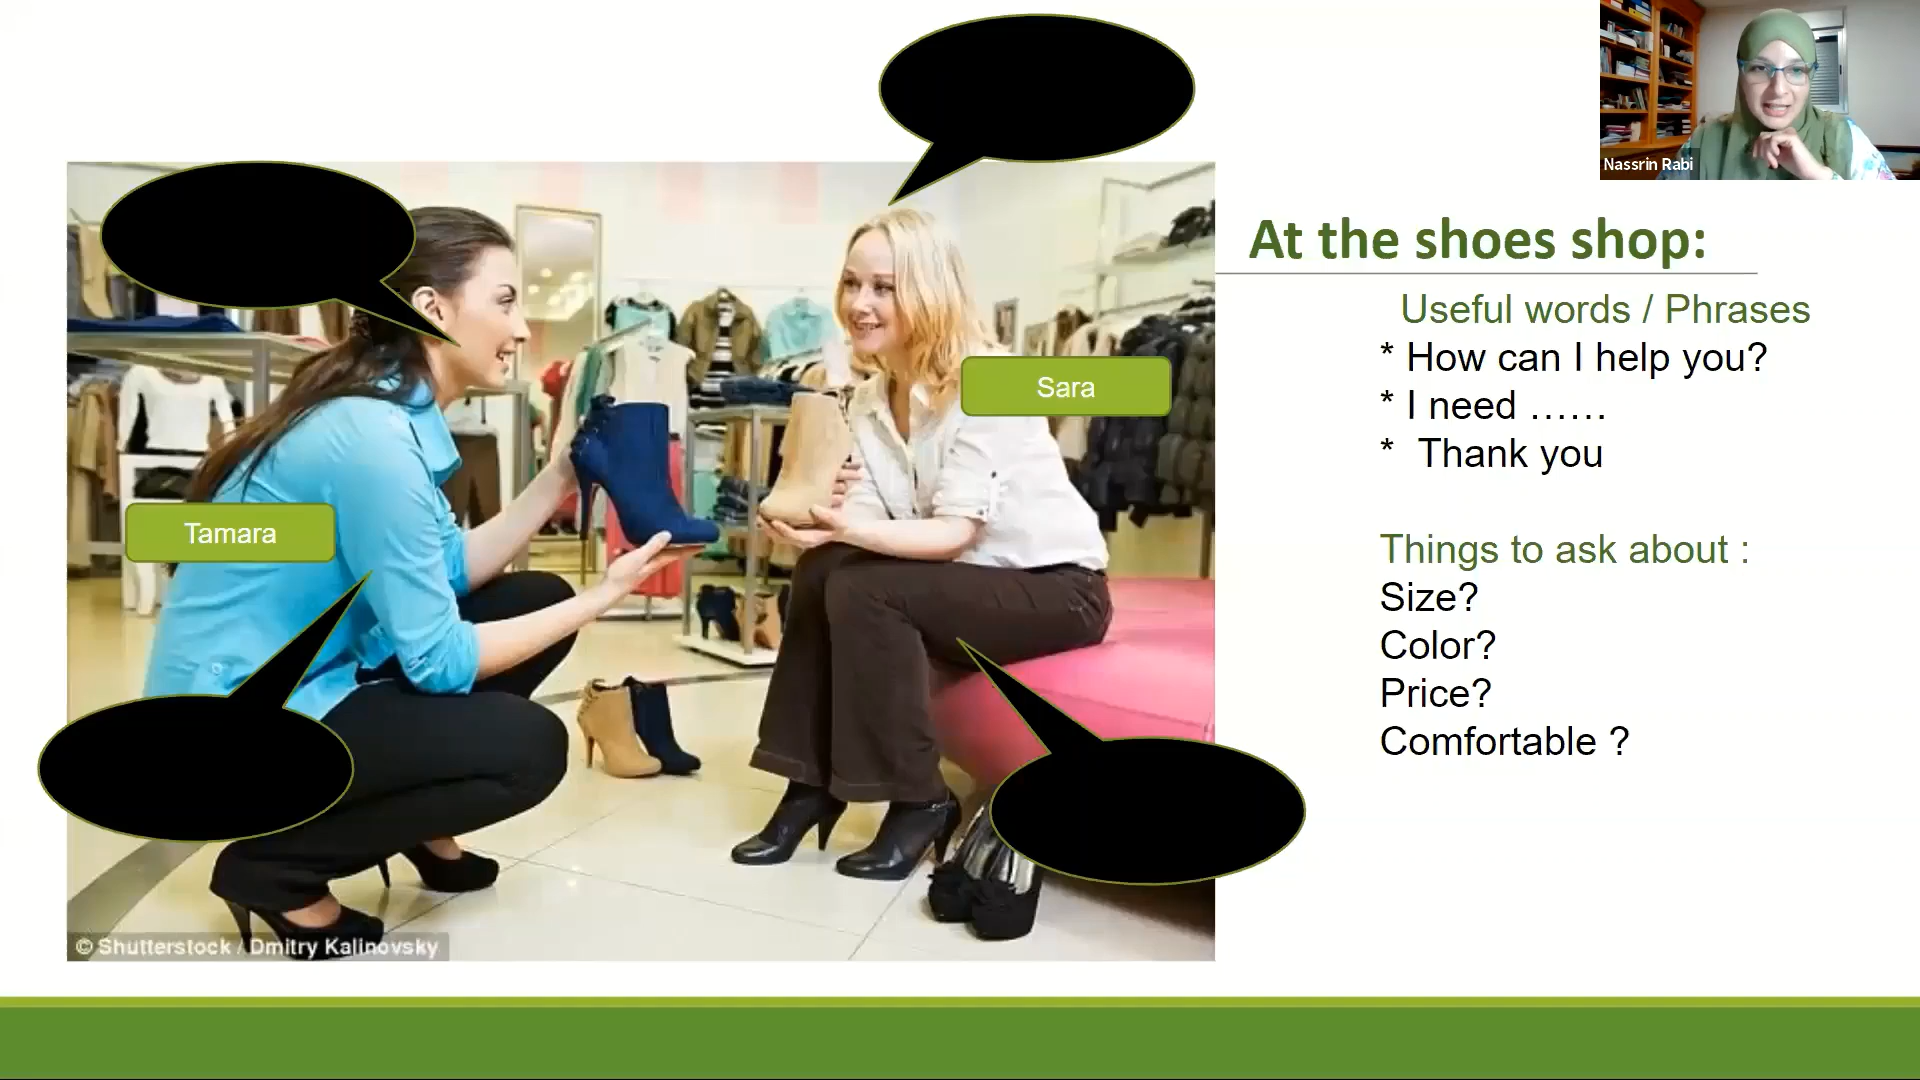 Nassrin Rabi
At the shoes shop:
Useful words / Phrases
* How can I help you?
* I need ......
* Thank you
Things to ask about :
Size?
Color?
Price?
Comfortable ?
Sara
Tamara
© Shutterstock / Dmitry Kalinovsky